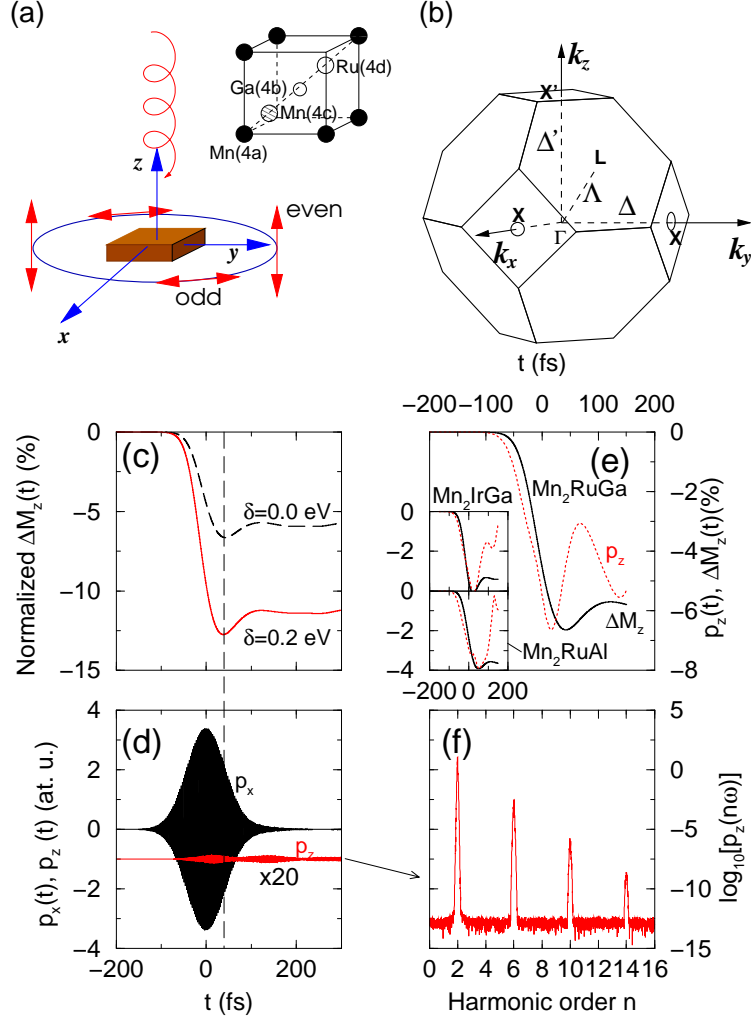 (a)
Ru(4d)
Ga(4b)
Mn(4c)
Mn(4a)
z
even
y
odd
x
(b)
k_z
X'
Δ'
L
Λ
Δ
X
Γ
X
k_x
k_y
t (fs)
−200 −100 0 100 200
(c)
Normalized ΔM_z(t) (%)
0
−5
−10
−15
δ=0.0 eV
δ=0.2 eV
(e)
Mn₂IrGa
Mn₂RuGa
0
−2
0
−2
−4
−200 0 200
p_z
ΔM_z
Mn₂RuAl
0
−2
−4
−6
−8
p_z(t), ΔM_z(t)(%)
(d)
p_x(t), p_z (t) (at. u.)
4
2
0
−2
−4
p_x
p_z
x20
−200 0 200
t (fs)
(f)
5
0
−5
−10
−15
log₁₀[p_z(nω)]
0 2 4 6 8 10 12 14 16
Harmonic order n